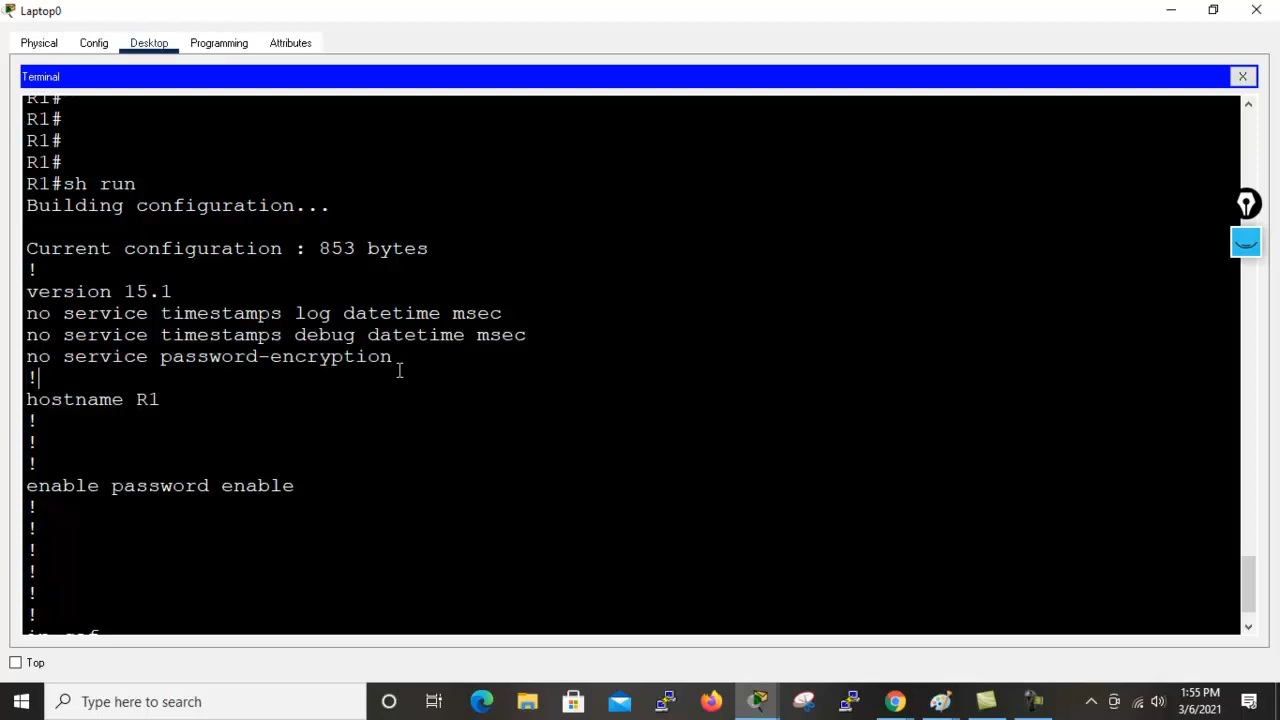 Laptop0
Physical Config Desktop Programming Attributes
Terminal
X
R1#
R1#
R1#
R1#
R1#sh run
Building configuration...
Current configuration : 853 bytes
!
version 15.1
no service timestamps log datetime msec
no service timestamps debug datetime msec
no service password-encryption
!
hostname R1
!
!
!
enable password enable
!
!
!
!
!
!
ip cef
Top
Type here to search
1:55 PM
3/6/2021